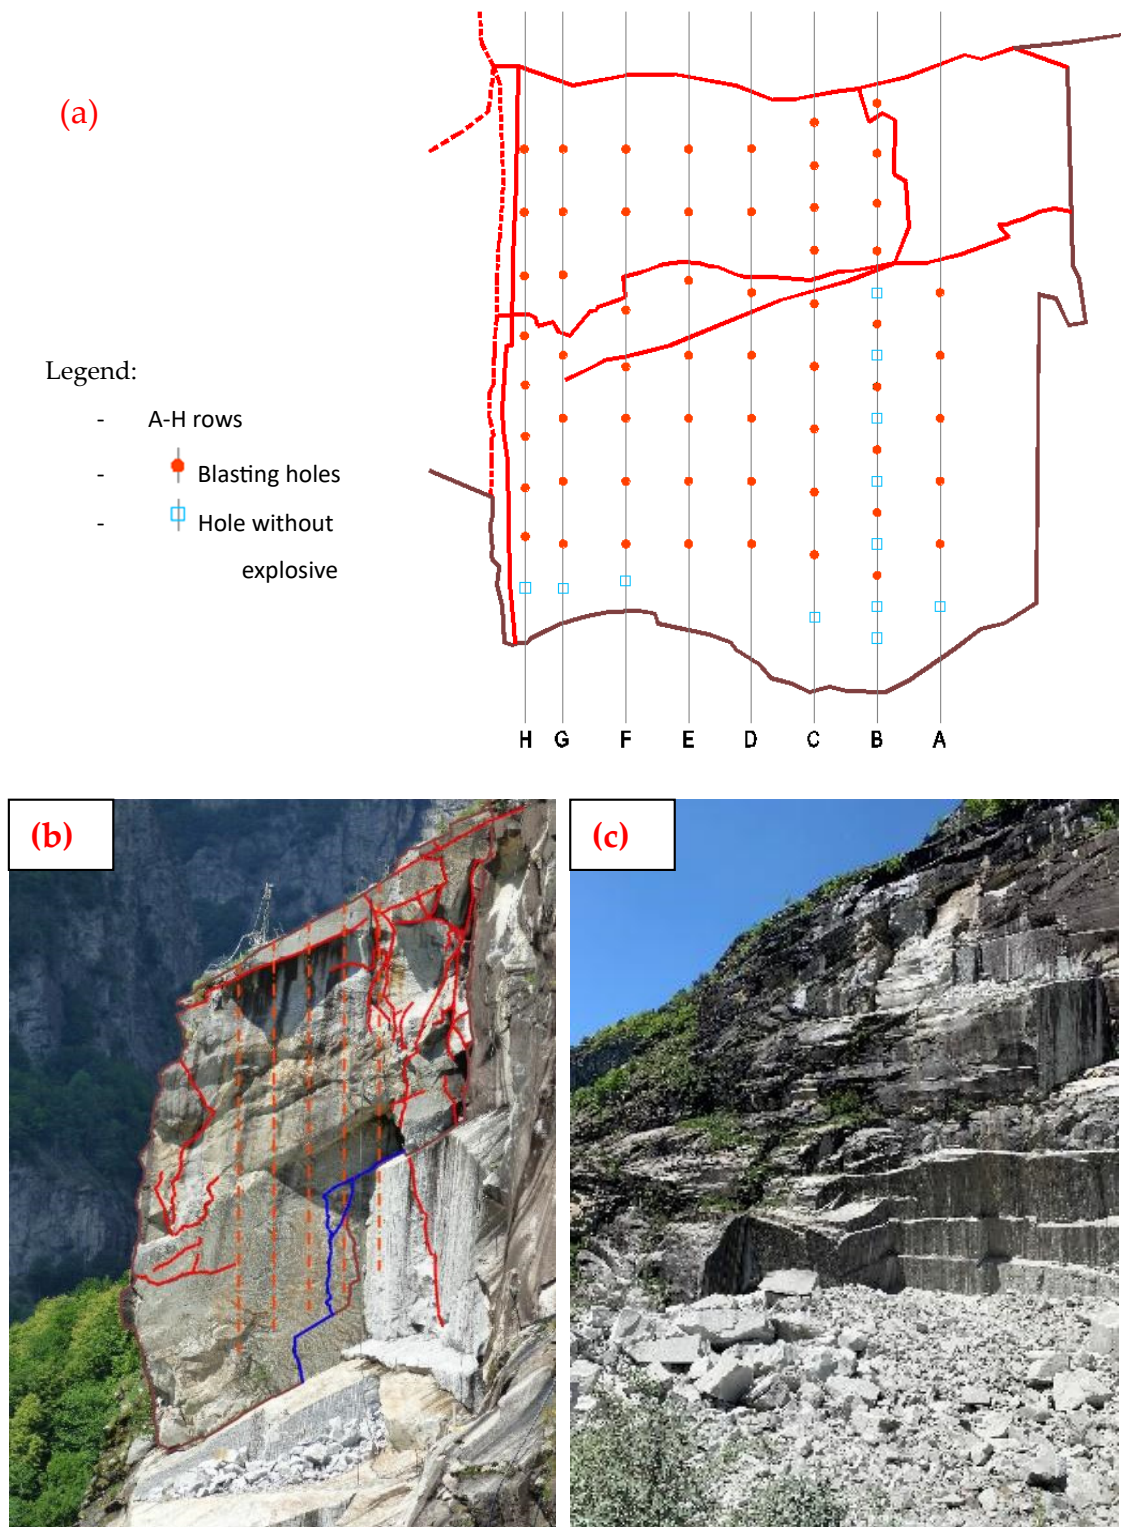 (a)
Legend:
- A-H rows
- Blasting holes
- Hole without
explosive
H G F E D C B A
(b)
(c)